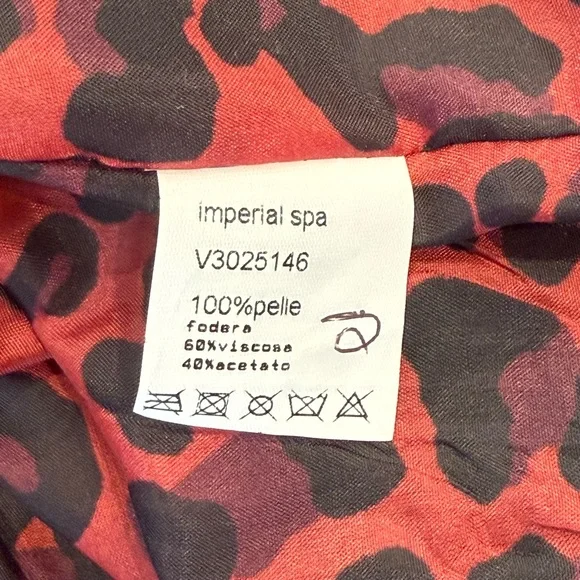 imperial spa
V3025146
100%pelle
fodera
60%viscosa
40%acetato